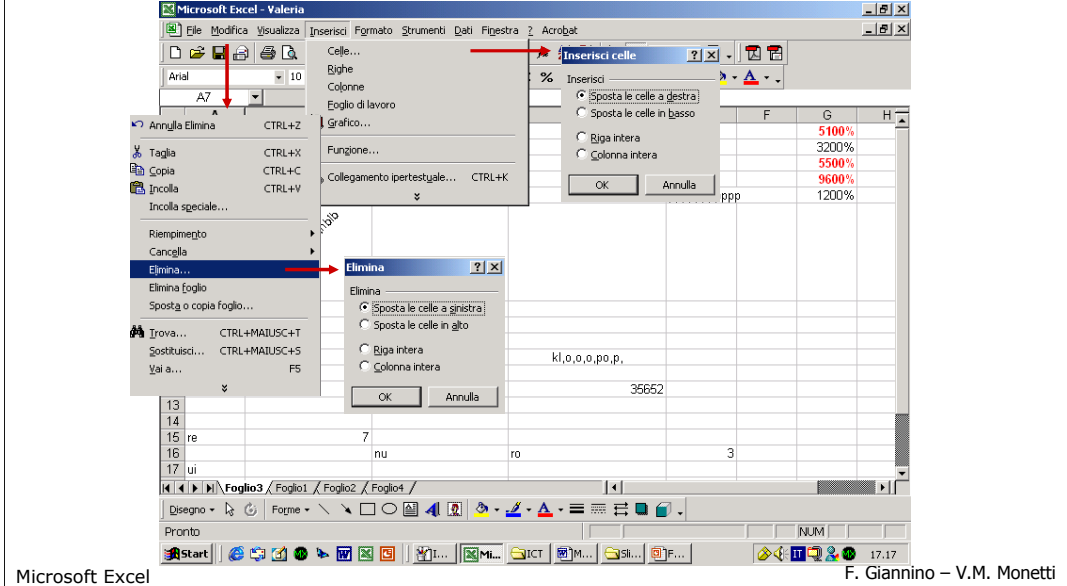 Microsoft Excel - Valeria
File Modifica Visualizza Inserisci Formato Strumenti Dati Finestra ? Acrobat
Arial 10 %
A7
A F G H
Celle...
Righe
Colonne
Foglio di lavoro
Grafico...
Funzione...
Collegamento ipertestuale... CTRL+K
Inserisci celle
Inserisci
Sposta le celle a destra
Sposta le celle in basso
Riga intera
Colonna intera
OK Annulla
5100%
3200%
5500%
9600%
ppp 1200%
Annulla Elimina CTRL+Z
Taglia CTRL+X
Copia CTRL+C
Incolla CTRL+V
Incolla speciale...
Riempimento
Cancella
Elimina...
Elimina foglio
Sposta o copia foglio...
Trova... CTRL+MAIUSC+T
Sostituisci... CTRL+MAIUSC+S
Vai a... F5
Elimina
Elimina
Sposta le celle a sinistra
Sposta le celle in alto
Riga intera
Colonna intera
OK Annulla
kl,o,o,o,po,p,
35652
13
14
15 re 7
16 nu ro 3
17 ui
Foglio3 Foglio1 Foglio2 Foglio4
Disegno Forme
Pronto NUM
Start I... Mi... ICT M... Sli... F... 17.17
Microsoft Excel
F. Giannino – V.M. Monetti